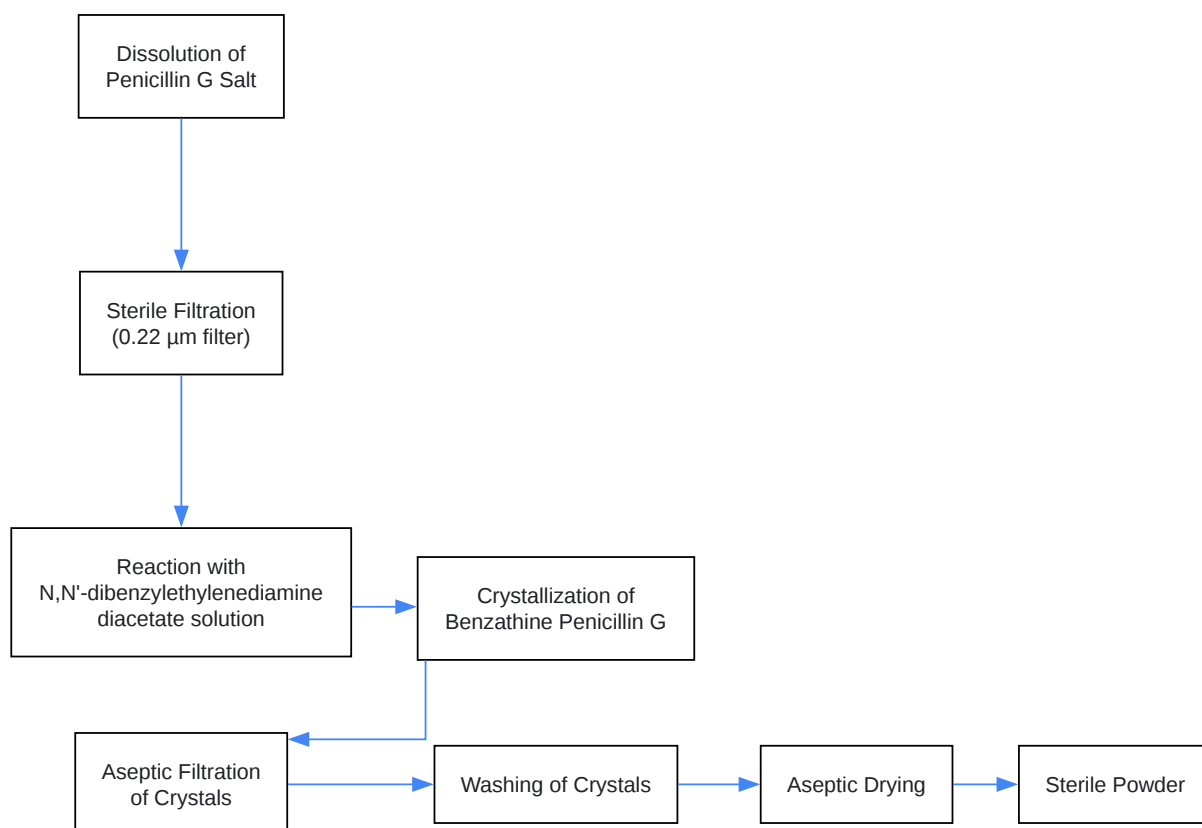 Dissolution of
Penicillin G Salt
Sterile Filtration
(0.22 µm filter)
Reaction with
N,N'-dibenzylethylenediamine
diacetate solution
Crystallization of
Benzathine Penicillin G
Aseptic Filtration
of Crystals
Washing of Crystals
Aseptic Drying
Sterile Powder